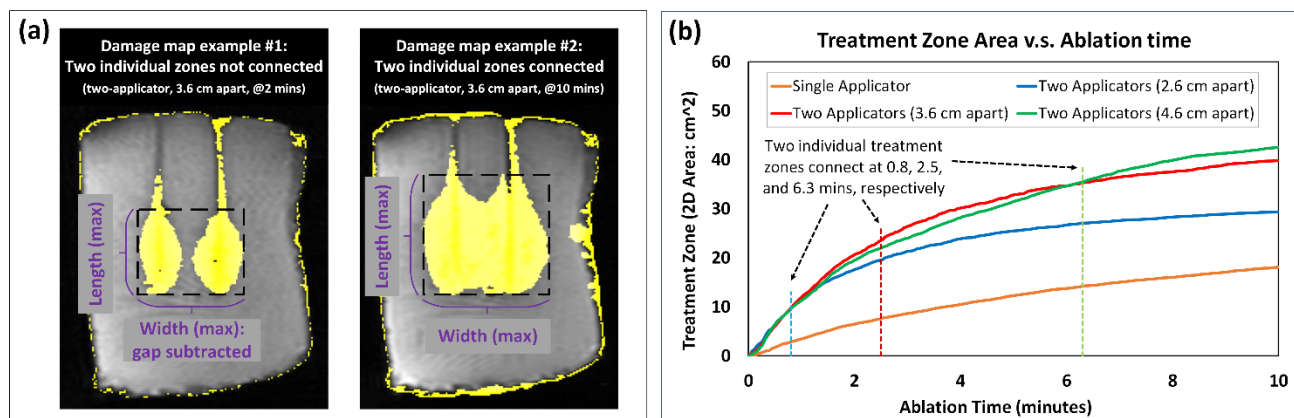 (a)
Damage map example #1:
Two individual zones not connected
(two-applicator, 3.6 cm apart, @2 mins)
Length (max)
Width (max):
gap subtracted
Damage map example #2:
Two individual zones connected
(two-applicator, 3.6 cm apart, @10 mins)
Length (max)
Width (max)
(b)
Treatment Zone Area v.s. Ablation time
Treatment Zone (2D Area: cm^2)
60
50
40
30
20
10
0
Single Applicator
Two Applicators (2.6 cm apart)
Two Applicators (3.6 cm apart)
Two Applicators (4.6 cm apart)
Two individual treatment
zones connect at 0.8, 2.5,
and 6.3 mins, respectively
0 2 4 6 8 10
Ablation Time (minutes)